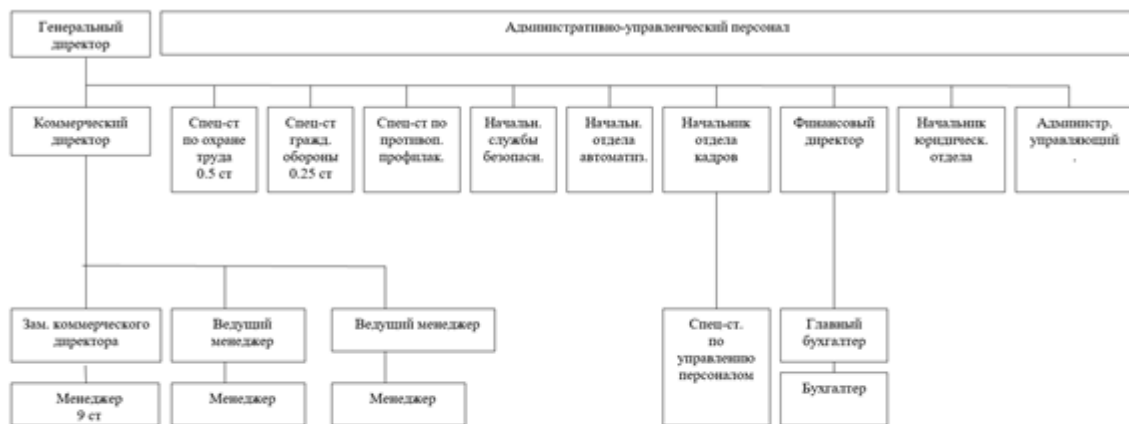 Генеральный
директор
Административно-управленческий персонал
Коммерческий
директор
Спец-ст
по охране
труда
0.5 ст
Спец-ст
гражд.
обороны
0.25 ст
Спец-ст по
противоп.
профилак.
Начальн.
службы
безопасн.
Начальн.
отдела
автоматиз.
Начальник
отдела
кадров
Финансовый
директор
Начальник
юридическ.
отдела
Администр.
управляющий
.
Зам. коммерческого
директора
Ведущий
менеджер
Ведущий менеджер
Спец-ст.
по
управлению
персоналом
Главный
бухгалтер
Менеджер
9 ст
Менеджер
Менеджер
Бухгалтер